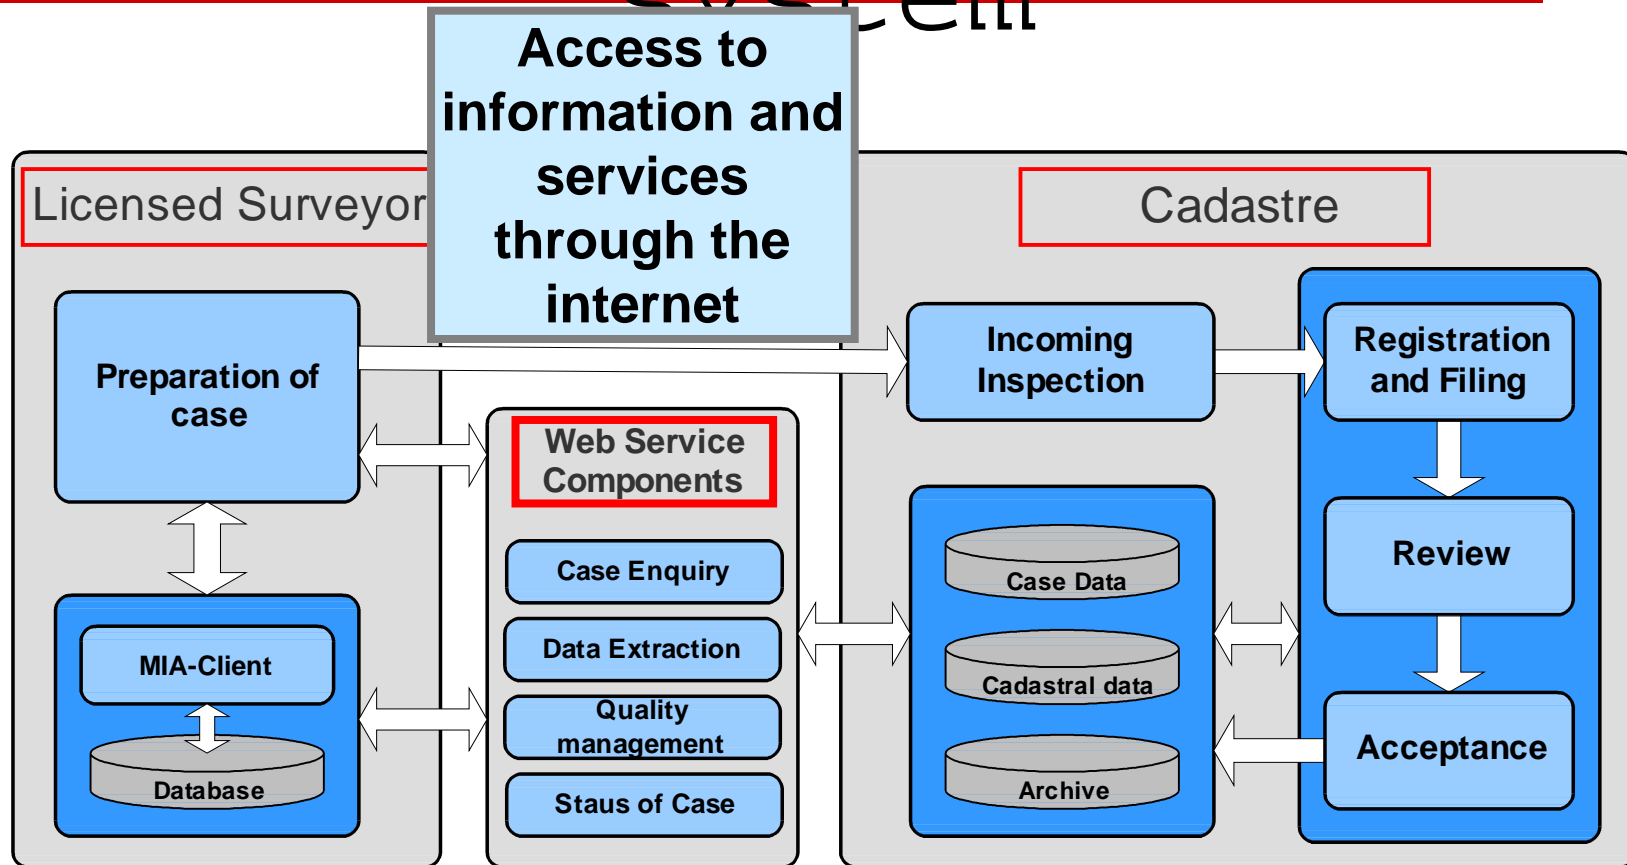 system
Access to
information and
services
through the
internet
Licensed Surveyor
Cadastre
Preparation of
case
Incoming
Inspection
Registration
and Filing
Web Service
Components
Review
Case Enquiry
Case Data
Data Extraction
MIA-Client
Cadastral data
Quality
management
Acceptance
Database
Staus of Case
Archive